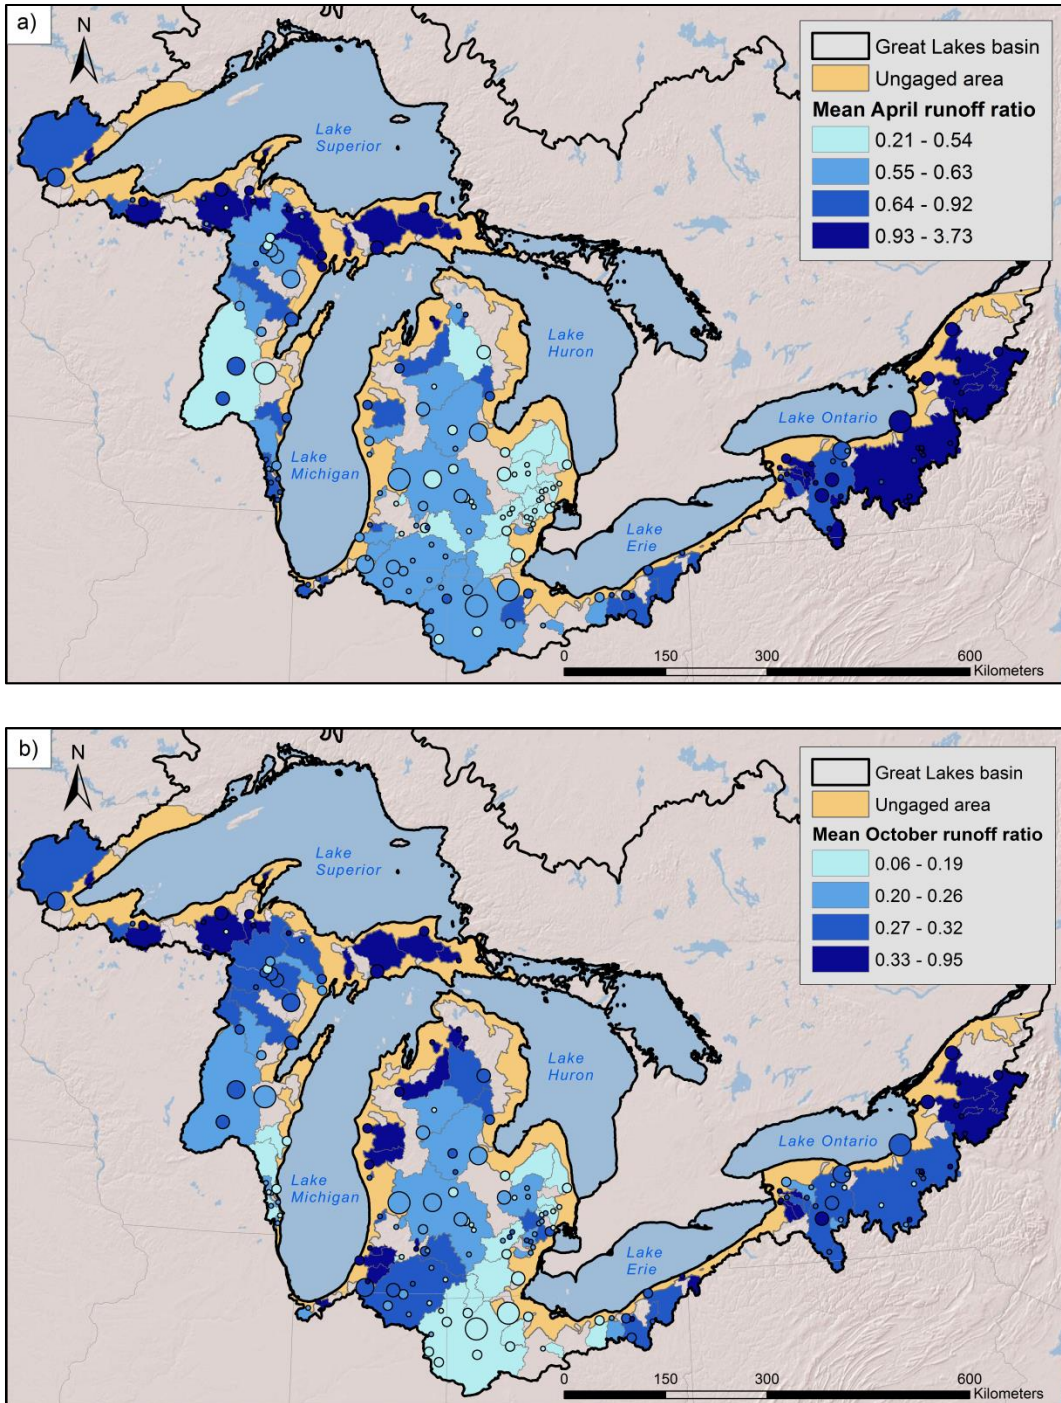 a)
N
Great Lakes basin
Ungaged area
Mean April runoff ratio
0.21 - 0.54
0.55 - 0.63
0.64 - 0.92
0.93 - 3.73
Lake
Superior
Lake
Huron
Lake Ontario
Lake
Michigan
Lake
Erie
0 150 300 600
Kilometers
b)
N
Great Lakes basin
Ungaged area
Mean October runoff ratio
0.06 - 0.19
0.20 - 0.26
0.27 - 0.32
0.33 - 0.95
Lake
Superior
Lake
Huron
Lake Ontario
Lake
Michigan
Lake
Erie
0 150 300 600
Kilometers